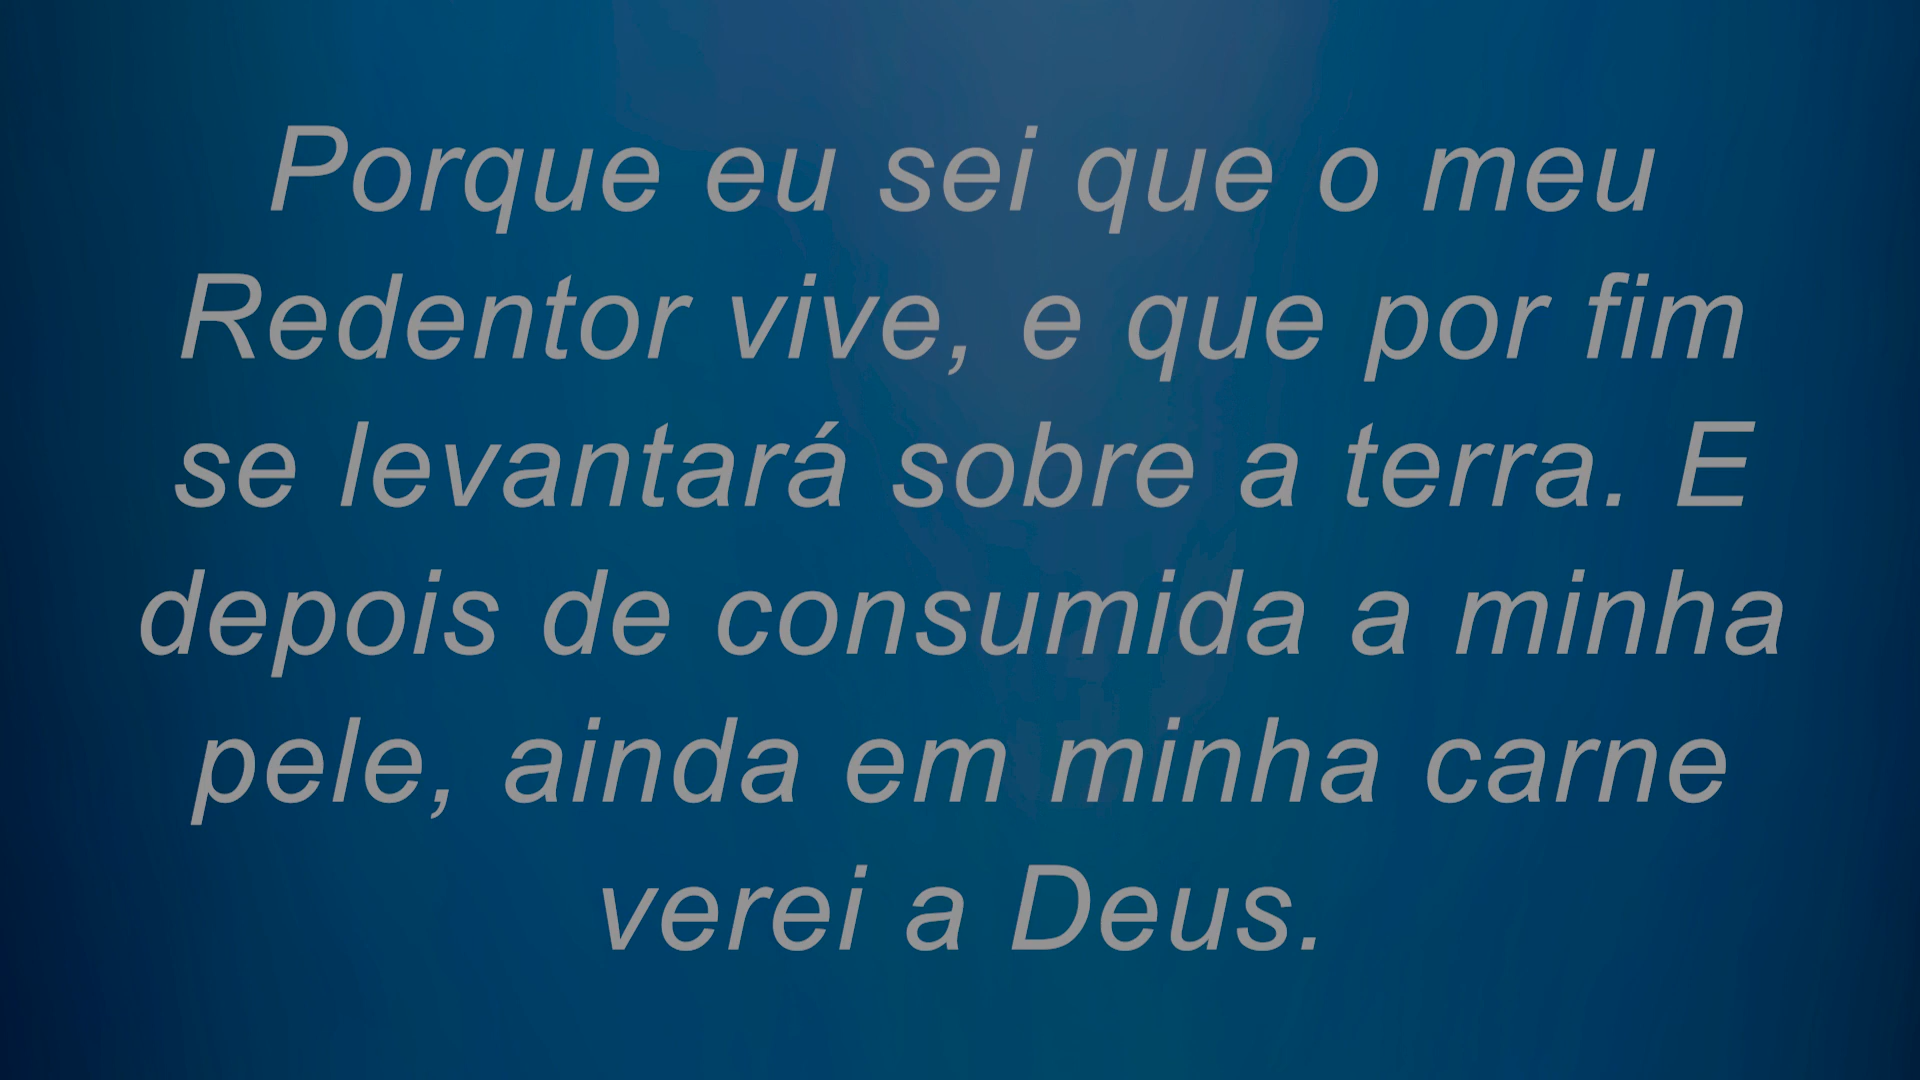 Porque eu sei que o meu
Redentor vive, e que por fim
se levantará sobre a terra. E
depois de consumida a minha
pele, ainda em minha carne
verei a Deus.